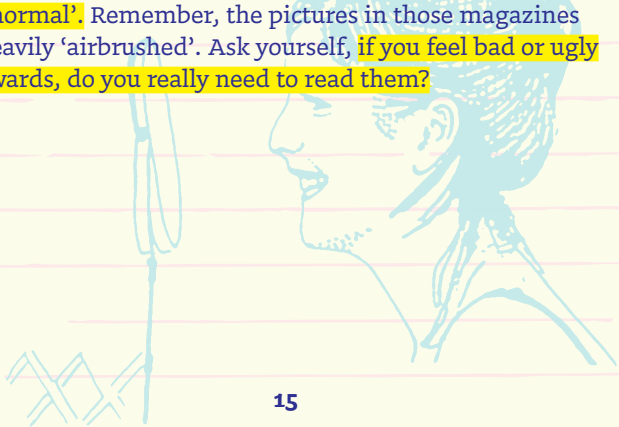 normal’. Remember, the pictures in those magazines
eavily ‘airbrushed’. Ask yourself, if you feel bad or ugly
wards, do you really need to read them?
15